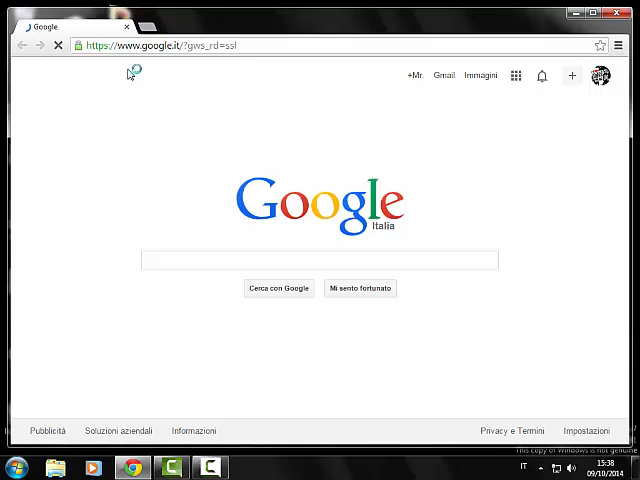 Google
https://www.google.it/?gws_rd=ssl
+Mr. Gmail Immagini
Google
Italia
Cerca con Google Mi sento fortunato
Pubblicità Soluzioni aziendali Informazioni Privacy e Termini Impostazioni
This copy of Windows is not genuine
IT 15:38
09/10/2014